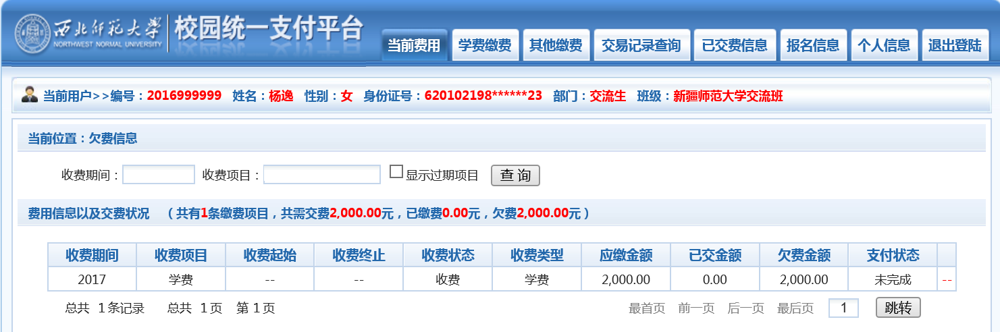 西北师范大学 校园统一支付平台
NORTHWEST NORMAL UNIVERSITY
当前费用 学费缴费 其他缴费 交易记录查询 已交费信息 报名信息 个人信息 退出登陆
当前用户>>编号：2016999999 姓名：杨逸 性别：女 身份证号：620102198******23 部门：交流生 班级：新疆师范大学交流班
当前位置：欠费信息
收费期间： 收费项目： 显示过期项目 查 询
费用信息以及交费状况 （共有1条缴费项目，共需交费2,000.00元，已缴费0.00元，欠费2,000.00元）
收费期间 收费项目 收费起始 收费终止 收费状态 收费类型 应缴金额 已交金额 欠费金额 支付状态
2017 学费 -- -- 收费 学费 2,000.00 0.00 2,000.00 未完成 --
总共 1 条记录 总共 1 页 第 1 页 最首页 前一页 后一页 最后页 1 跳转